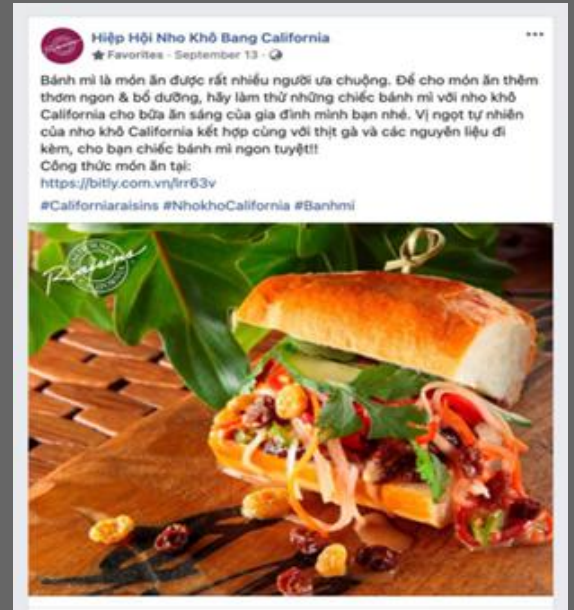 Hiệp Hội Nho Khô Bang California
Favorites · September 13 ·
Bánh mì là món ăn được rất nhiều người ưa chuộng. Để cho món ăn thêm
thơm ngon & bổ dưỡng, hãy làm thử những chiếc bánh mì với nho khô
California cho bữa ăn sáng của gia đình mình bạn nhé. Vị ngọt tự nhiên
của nho khô California kết hợp cùng với thịt gà và các nguyên liệu đi
kèm, cho bạn chiếc bánh mì ngon tuyệt!!
Công thức món ăn tại:
https://bitly.com.vn/lrr63v
#Californiaraisins #NhokhoCalifornia #Banhmi
Raisins
CALIFORNIA